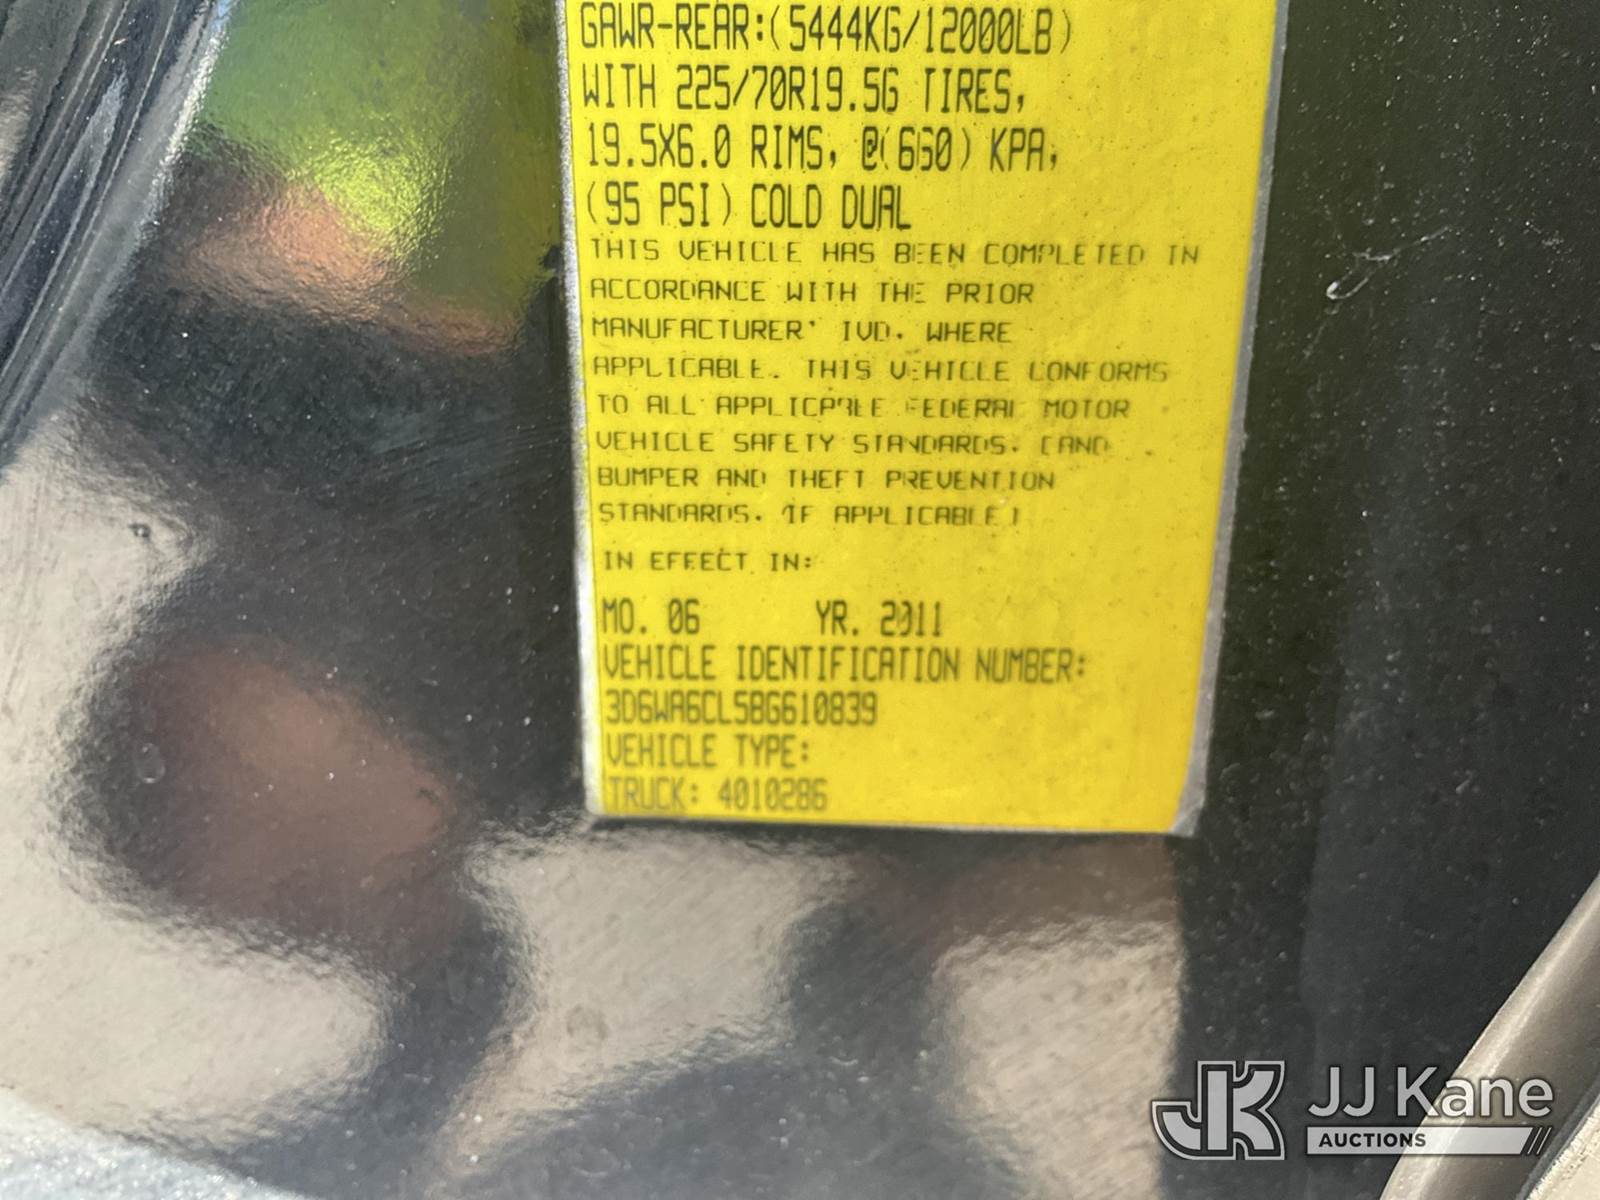 GAWR-REAR:(5444KG/12000LB)
WITH 225/70R19.5G TIRES,
19.5X6.0 RIMS, @(660) KPA,
(95 PSI) COLD DUAL
THIS VEHICLE HAS BEEN COMPLETED IN
ACCORDANCE WITH THE PRIOR
MANUFACTURER' IVD. WHERE
APPLICABLE. THIS VEHICLE CONFORMS
TO ALL APPLICABLE FEDERAL MOTOR
VEHICLE SAFETY STANDARDS. [AND
BUMPER AND THEFT PREVENTION
STANDARDS. IF APPLICABLE]
IN EFFECT IN:
MO. 06 YR. 2011
VEHICLE IDENTIFICATION NUMBER:
3D6WA6CL5BG610839
VEHICLE TYPE:
TRUCK: 4010286
JK JJ Kane
AUCTIONS